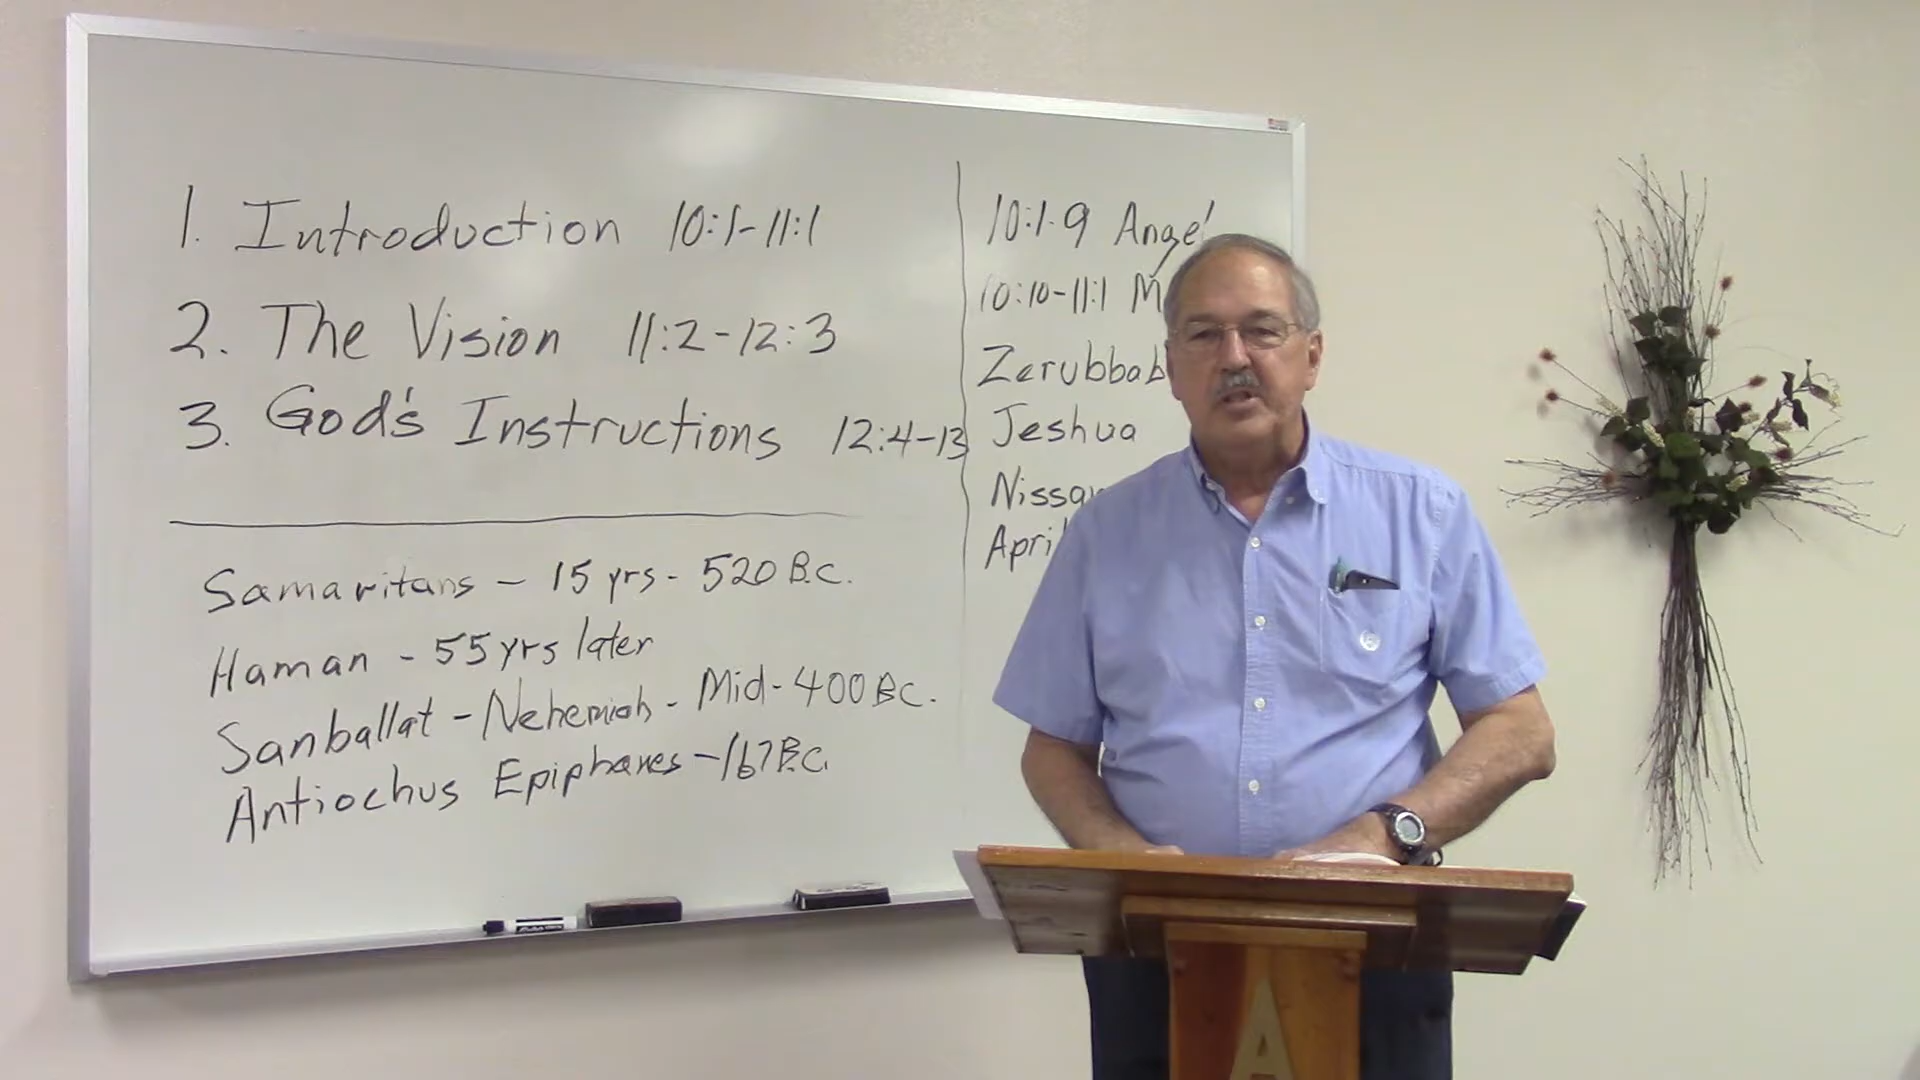 1. Introduction 10:1-11:1
2. The Vision 11:2-12:3
3. God's Instructions 12:4-13
Samaritans - 15 yrs - 520 B.C.
Haman - 55 yrs later
Sanballat - Nehemiah - Mid-400 BC.
Antiochus Epiphanes - 167 B.C.
10:1-9 Angel
10:10-11:1 M
Zerubbab
Jeshua
Nissan
April
A